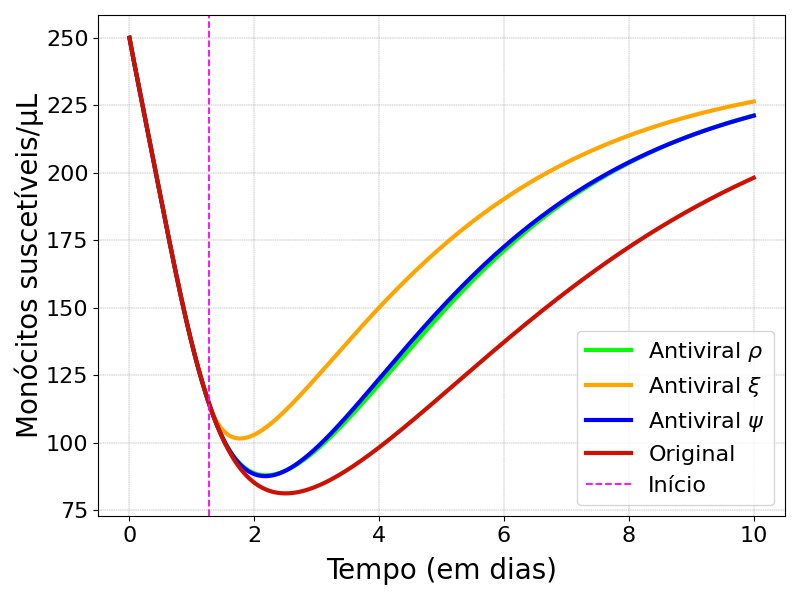 250
225
200
175
150
125
100
75
Monócitos suscetíveis/μL
0 2 4 6 8 10
Tempo (em dias)
Antiviral ρ
Antiviral ξ
Antiviral ψ
Original
Início